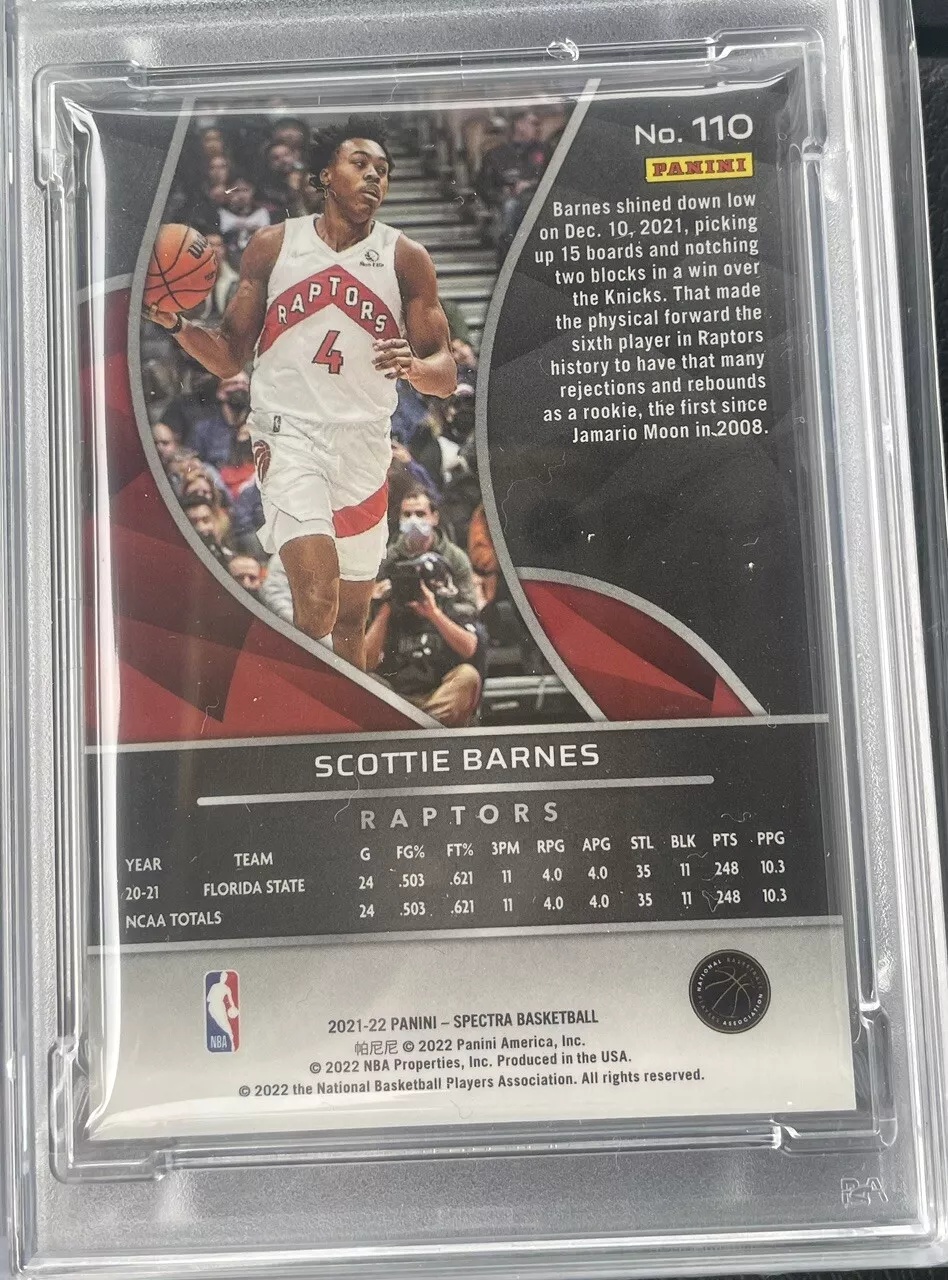 No. 110
PANINI
Barnes shined down low
on Dec. 10, 2021, picking
up 15 boards and notching
two blocks in a win over
the Knicks. That made
the physical forward the
sixth player in Raptors
history to have that many
rejections and rebounds
as a rookie, the first since
Jamario Moon in 2008.
RAPTORS
4
SCOTTIE BARNES
RAPTORS
YEAR TEAM G FG% FT% 3PM RPG APG STL BLK PTS PPG
20-21 FLORIDA STATE 24 .503 .621 11 4.0 4.0 35 11 248 10.3
NCAA TOTALS 24 .503 .621 11 4.0 4.0 35 11 248 10.3
NBA
NATIONAL BASKETBALL PLAYERS ASSOCIATION
2021-22 PANINI – SPECTRA BASKETBALL
帕尼尼 © 2022 Panini America, Inc.
© 2022 NBA Properties, Inc. Produced in the USA.
© 2022 the National Basketball Players Association. All rights reserved.
PSA